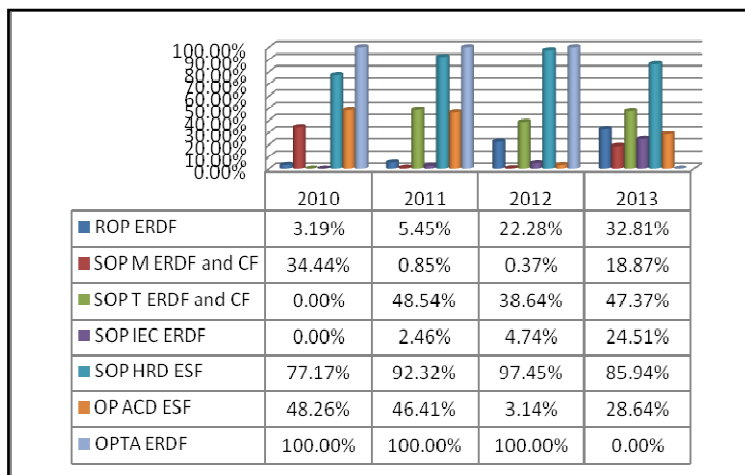 100.00%
90.00%
80.00%
70.00%
60.00%
50.00%
40.00%
30.00%
20.00%
10.00%
0.00%
2010 2011 2012 2013
ROP ERDF 3.19% 5.45% 22.28% 32.81%
SOP M ERDF and CF 34.44% 0.85% 0.37% 18.87%
SOP T ERDF and CF 0.00% 48.54% 38.64% 47.37%
SOP IEC ERDF 0.00% 2.46% 4.74% 24.51%
SOP HRD ESF 77.17% 92.32% 97.45% 85.94%
OP ACD ESF 48.26% 46.41% 3.14% 28.64%
OPTA ERDF 100.00% 100.00% 100.00% 0.00%